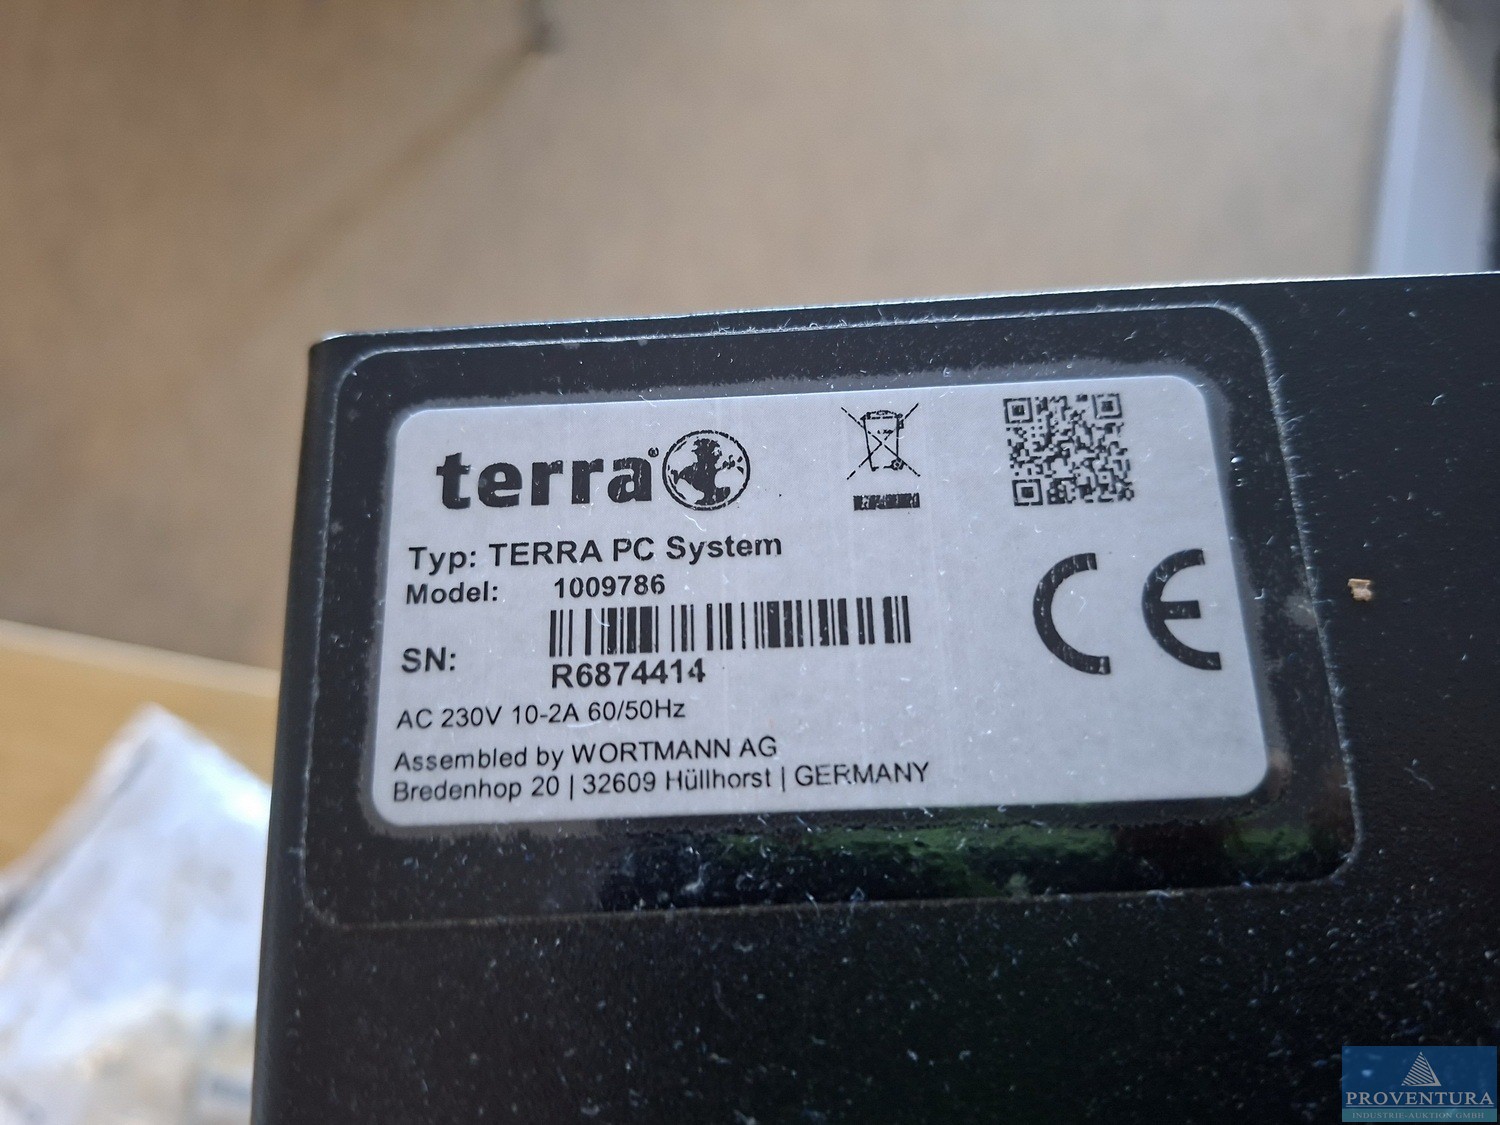 terra®
Typ: TERRA PC System
Model: 1009786
SN:
R6874414
AC 230V 10-2A 60/50Hz
Assembled by WORTMANN AG
Bredenhop 20 | 32609 Hüllhorst | GERMANY
CE
PROVENTURA
INDUSTRIE-AUKTION GMBH